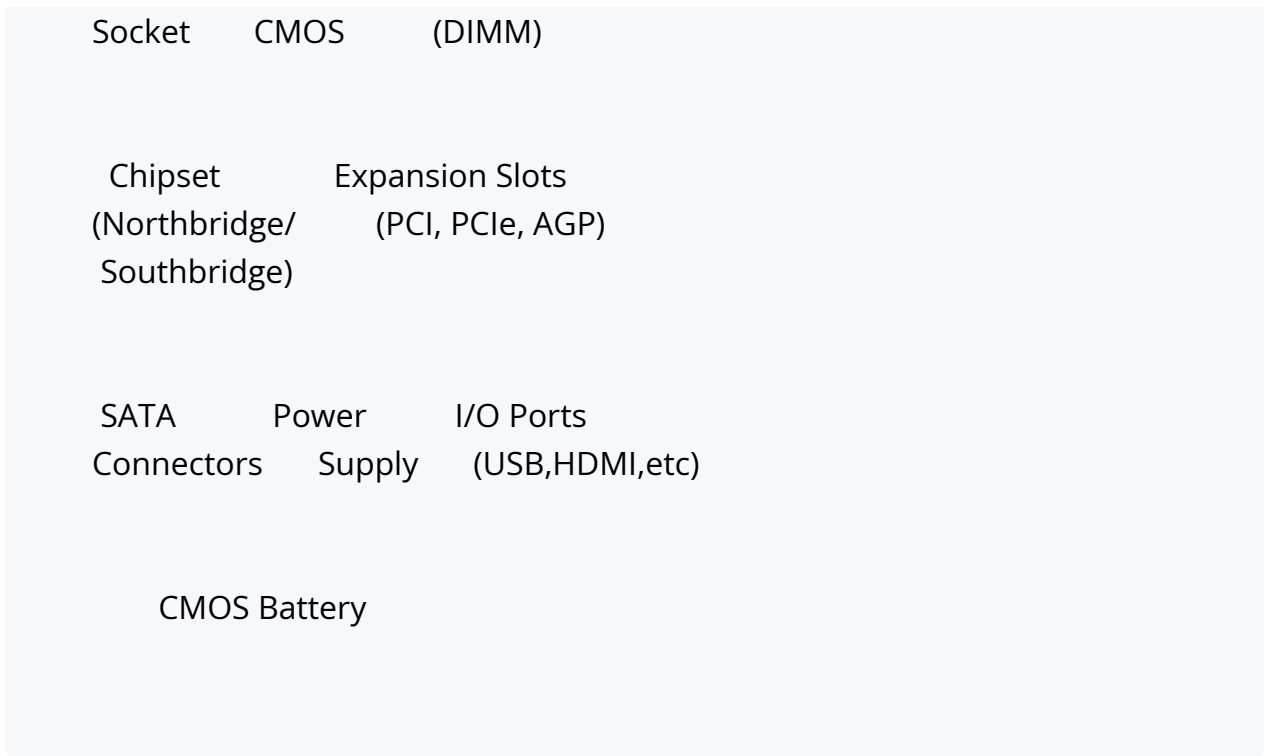 Socket CMOS (DIMM)
Chipset Expansion Slots
(Northbridge/ (PCI, PCIe, AGP)
Southbridge)
SATA Power I/O Ports
Connectors Supply (USB,HDMI,etc)
CMOS Battery